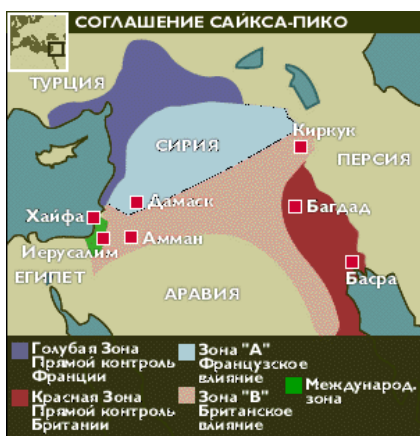 СОГЛАШЕНИЕ САЙКСА-ПИКО
ТУРЦИЯ
СИРИЯ
Киркук
ПЕРСИЯ
Дамаск
Хайфа
Багдад
Иерусалим
Амман
ЕГИПЕТ
Басра
АРАВИЯ
Голубая Зона
Прямой контроль
Франции
Зона "А"
Французское
влияние
Международ.
зона
Красная Зона
Прямой контроль
Британии
Зона "В"
Британское
влияние